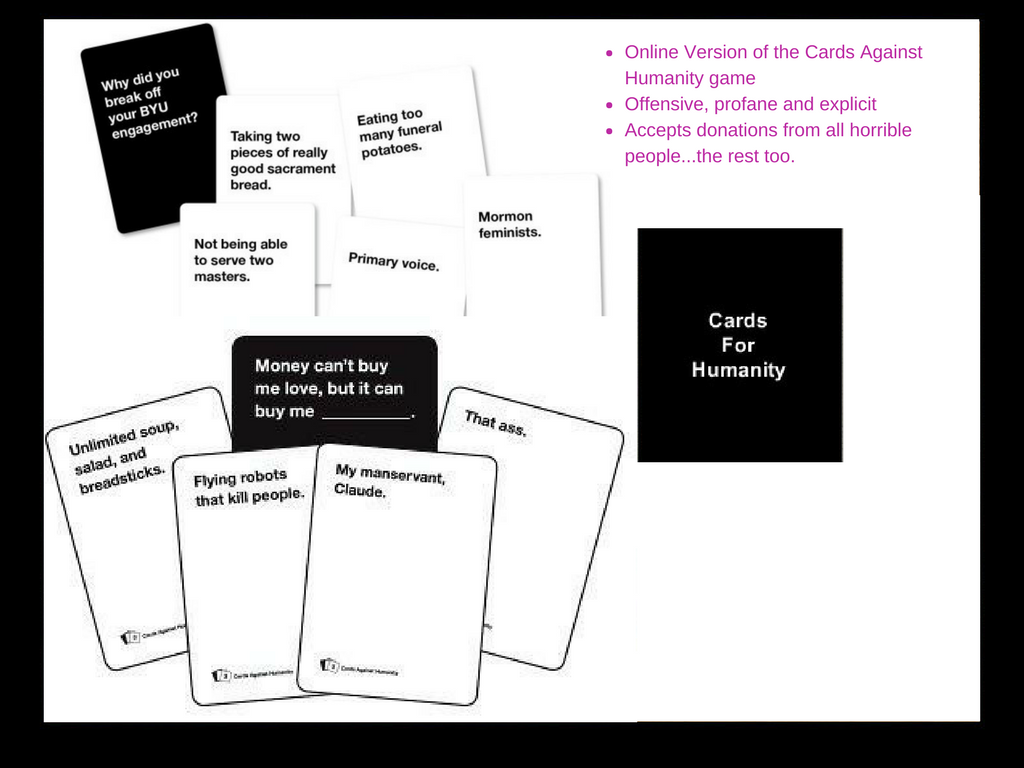 Why did you
break off
your BYU
engagement?
Taking two
pieces of really
good sacrament
bread.
Eating too
many funeral
potatoes.
Not being able
to serve two
masters.
Primary voice.
Mormon
feminists.
• Online Version of the Cards Against
Humanity game
• Offensive, profane and explicit
• Accepts donations from all horrible
people...the rest too.
Cards
For
Humanity
Money can't buy
me love, but it can
buy me ________.
Unlimited soup,
salad, and
breadsticks.
Flying robots
that kill people.
My manservant,
Claude.
That ass.
Cards Against
Cards Against Humanity
Cards Against Humanity